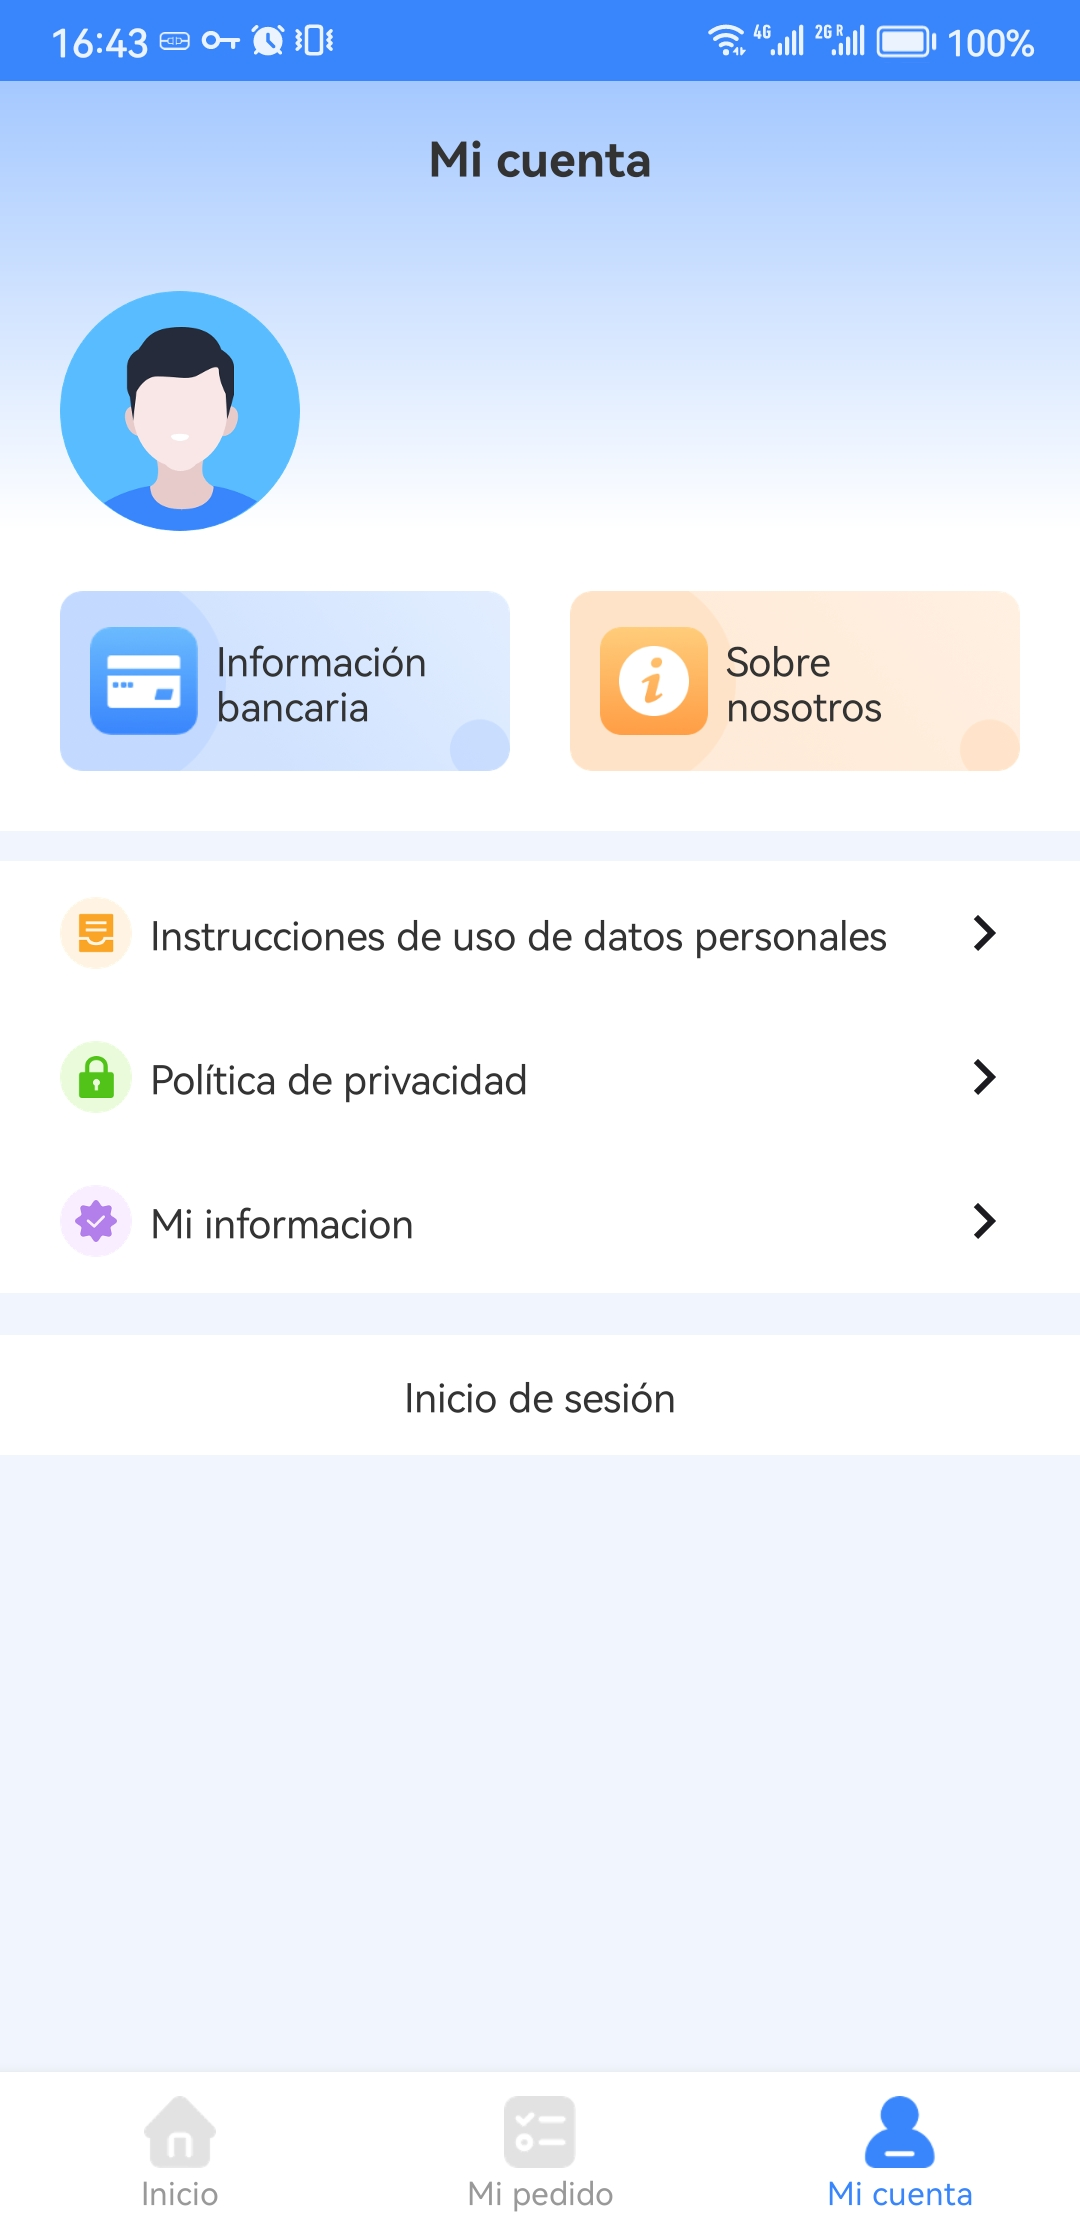 16:43
4G
2G R
100%
Mi cuenta
Información
bancaria
Sobre
nosotros
Instrucciones de uso de datos personales
Política de privacidad
Mi informacion
Inicio de sesión
Inicio
Mi pedido
Mi cuenta